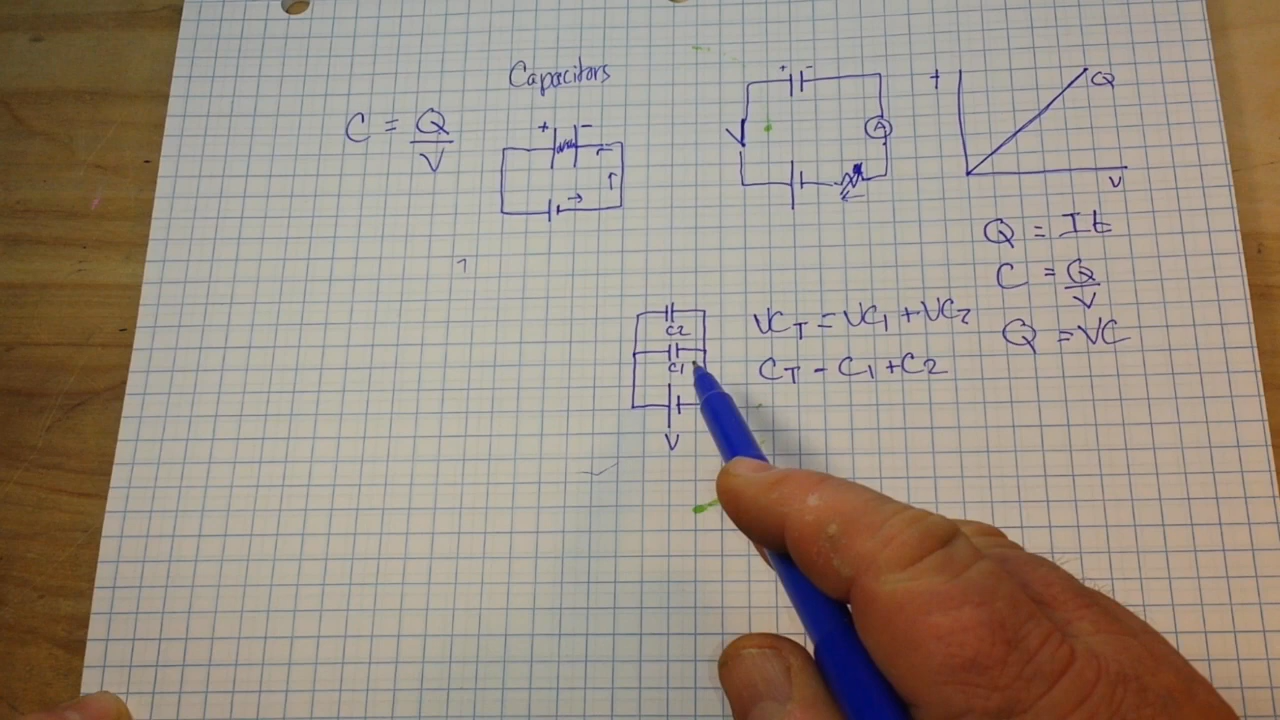 Capacitors
C = Q
V
+ -
+ -
A
+
Q
V
Q = It
C = Q
V
Q = VC
C2
C1
V
VCT = VC1 + VC2
CT - C1 + C2